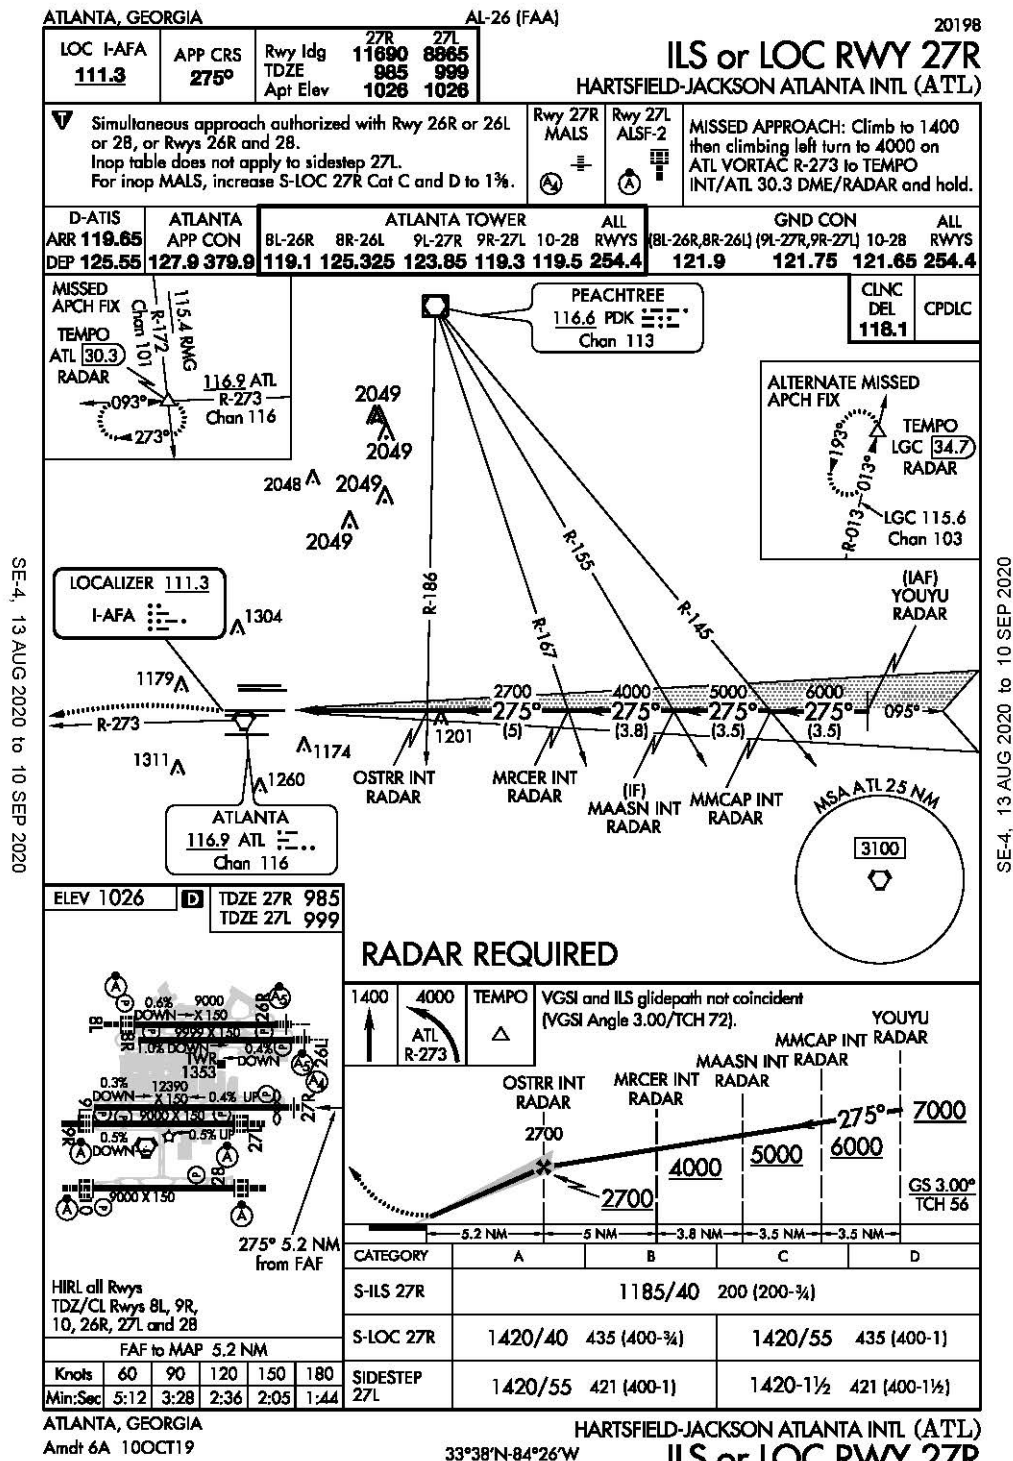 ATLANTA, GEORGIA
AL-26 (FAA)
20198
LOC I-AFA
111.3
APP CRS
275°
27R 27L
Rwy ldg 11690 8865
TDZE 985 999
Apt Elev 1026 1026
ILS or LOC RWY 27R
HARTSFIELD-JACKSON ATLANTA INTL (ATL)
T
Simultaneous approach authorized with Rwy 26R or 26L
or 28, or Rwys 26R and 28.
Inop table does not apply to sidestep 27L.
For inop MALS, increase S-LOC 27R Cat C and D to 1⅜.
Rwy 27R
MALS
A4
Rwy 27L
ALSF-2
A
MISSED APPROACH: Climb to 1400
then climbing left turn to 4000 on
ATL VORTAC R-273 to TEMPO
INT/ATL 30.3 DME/RADAR and hold.
D-ATIS
ARR 119.65
DEP 125.55
ATLANTA
APP CON
127.9 379.9
ATLANTA TOWER ALL
8L-26R 8R-26L 9L-27R 9R-27L 10-28 RWYS
119.1 125.325 123.85 119.3 119.5 254.4
GND CON ALL
(8L-26R,8R-26L) (9L-27R,9R-27L) 10-28 RWYS
121.9 121.75 121.65 254.4
CLNC
DEL
118.1
CPDLC
MISSED
APCH FIX
TEMPO
ATL 30.3
RADAR
115.4 RMG
R-172
Chan 101
116.9 ATL
R-273
Chan 116
093°
273°
PEACHTREE
116.6 PDK
Chan 113
ALTERNATE MISSED
APCH FIX
TEMPO
LGC 34.7
RADAR
193°
013°
R-013
LGC 115.6
Chan 103
2049
2049
2048
2049
2049
R-186
R-167
R-155
R-145
LOCALIZER 111.3
I-AFA
1304
1179
R-273
1311
1174
1260
1201
ATLANTA
116.9 ATL
Chan 116
(IAF)
YOUYU
RADAR
2700 4000 5000 6000
275° 275° 275° 275° 095°
(5) (3.8) (3.5) (3.5)
OSTRR INT
RADAR
MRCER INT
RADAR
(IF)
MAASN INT
RADAR
MMCAP INT
RADAR
MSA ATL 25 NM
3100
SE-4, 13 AUG 2020 to 10 SEP 2020
SE-4, 13 AUG 2020 to 10 SEP 2020
ELEV 1026
D
TDZE 27R 985
TDZE 27L 999
RADAR REQUIRED
1400
4000
ATL
R-273
TEMPO
VGSI and ILS glidepath not coincident
(VGSI Angle 3.00/TCH 72).
YOUYU
RADAR
MMCAP INT
RADAR
MAASN INT
RADAR
MRCER INT
RADAR
OSTRR INT
RADAR
2700
275°
7000
6000
5000
4000
2700
GS 3.00°
TCH 56
5.2 NM 5 NM 3.8 NM 3.5 NM 3.5 NM
8L
0.6%
DOWN
9000
X 150
26R
8R
9999 X 150
1.0% DOWN
0.4%
DOWN
26L
TWR
1353
0.3%
DOWN
12390
X 150
0.4% UP
27R
9000 X 150
9R
0.5%
DOWN
0.5% UP
27L
28
9000 X 150
10
275° 5.2 NM
from FAF
HIRL all Rwys
TDZ/CL Rwys 8L, 9R,
10, 26R, 27L and 28
FAF to MAP 5.2 NM
Knots 60 90 120 150 180
Min:Sec 5:12 3:28 2:36 2:05 1:44
CATEGORY A B C D
S-ILS 27R 1185/40 200 (200-¾)
S-LOC 27R 1420/40 435 (400-¾) 1420/55 435 (400-1)
SIDESTEP
27L 1420/55 421 (400-1) 1420-1½ 421 (400-1½)
ATLANTA, GEORGIA
Amdt 6A 10OCT19
33°38'N-84°26'W
HARTSFIELD-JACKSON ATLANTA INTL (ATL)
ILS or LOC RWY 27R